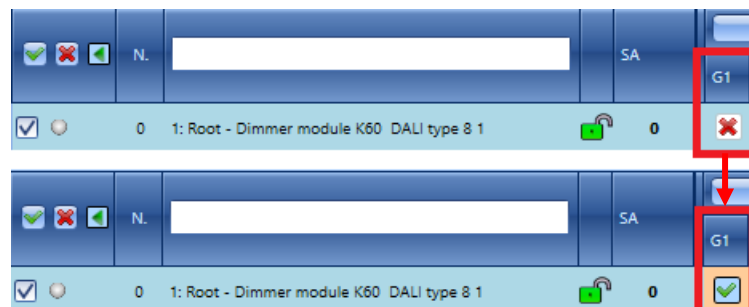 N. SA
G1
0 1: Root - Dimmer module K60 DALI type 8 1 0
N. SA
G1
0 1: Root - Dimmer module K60 DALI type 8 1 0